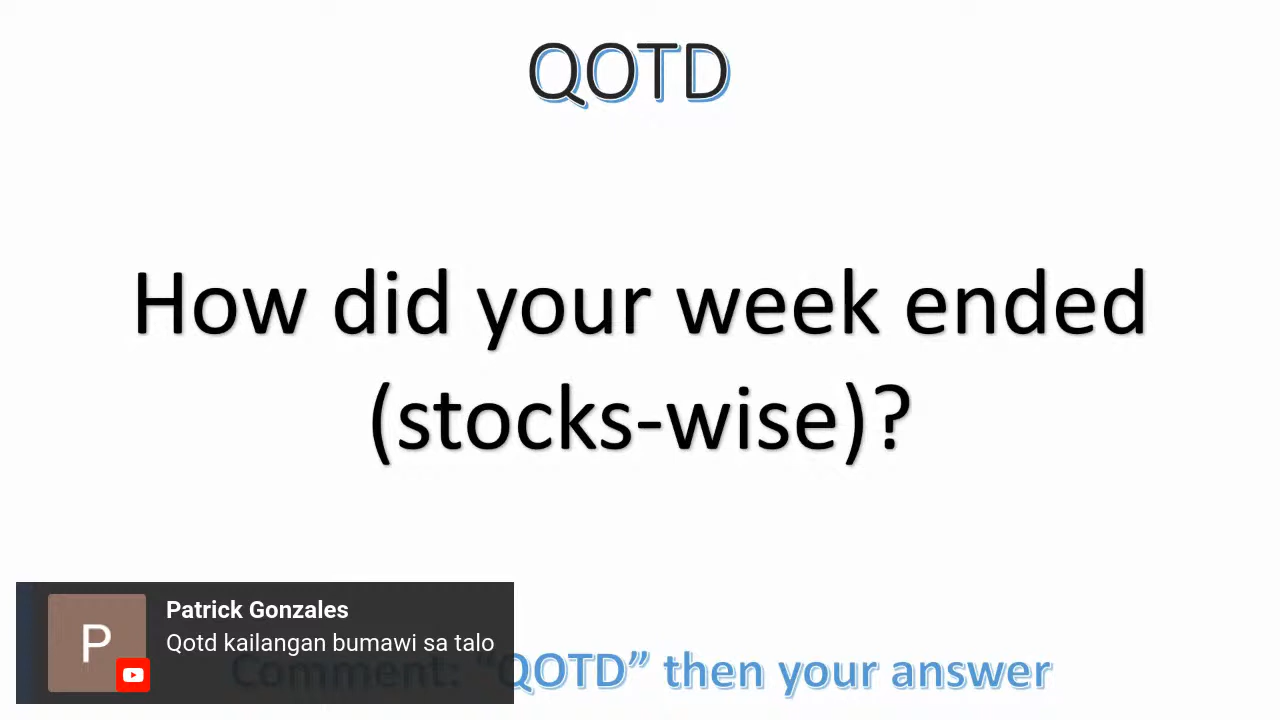 QOTD
How did your week ended
(stocks-wise)?
P
Patrick Gonzales
Qotd kailangan bumawi sa talo
Comment: “QOTD” then your answer